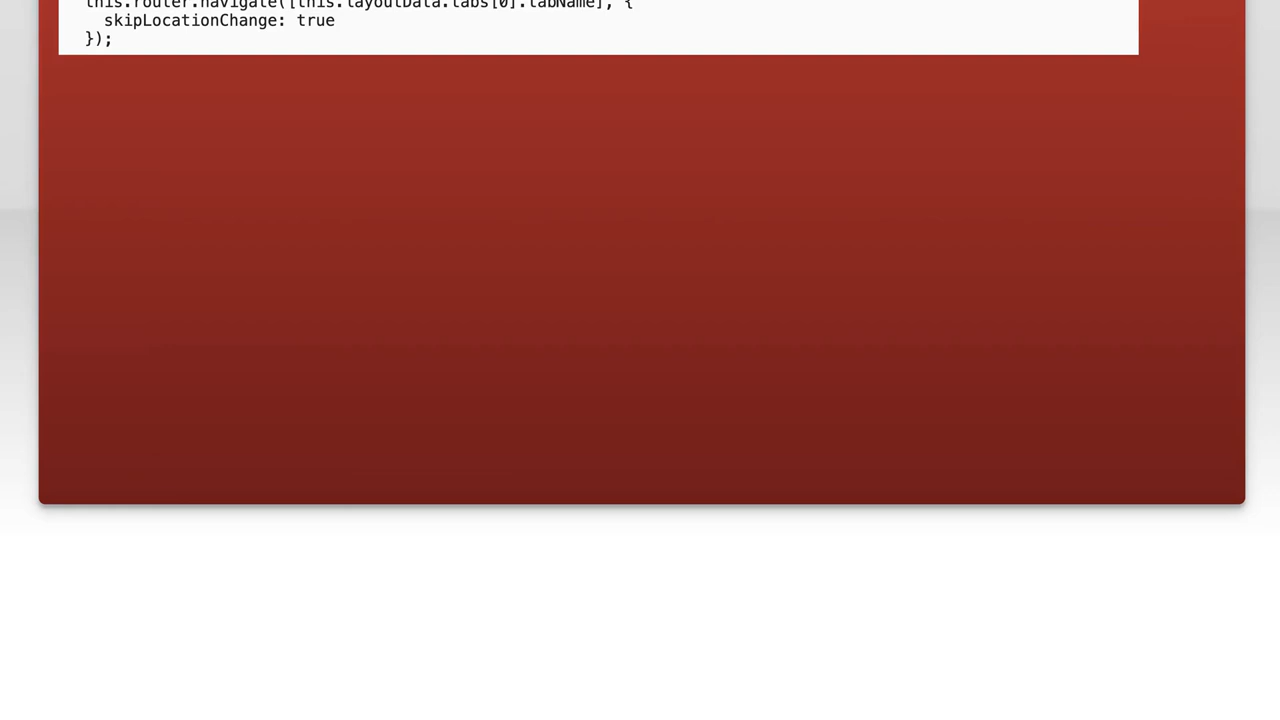 this.router.navigate([this.layoutData.tabs[0].tabName], {
skipLocationChange: true
});